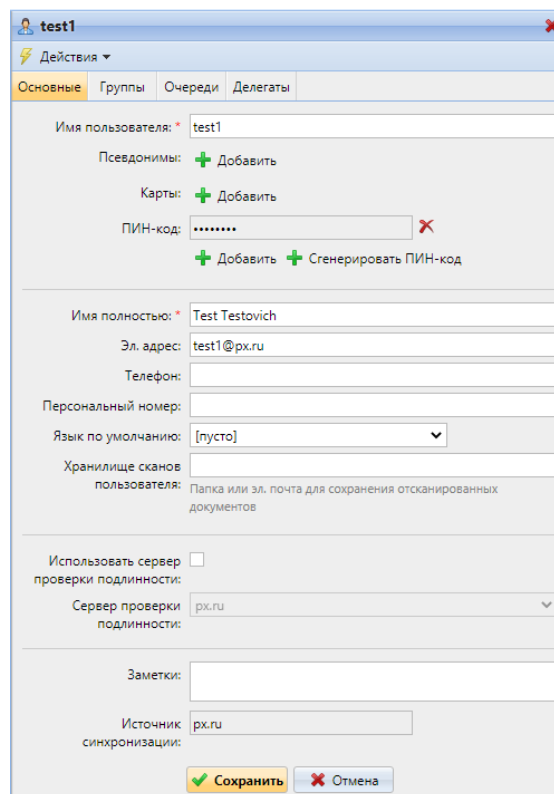 test1
Действия
Основные Группы Очереди Делегаты
Имя пользователя: * test1
Псевдонимы: Добавить
Карты: Добавить
ПИН-код: ••••••••
Добавить Сгенерировать ПИН-код
Имя полностью: * Test Testovich
Эл. адрес: test1@px.ru
Телефон:
Персональный номер:
Язык по умолчанию: [пусто]
Хранилище сканов
пользователя:
Папка или эл. почта для сохранения отсканированных
документов
Использовать сервер
проверки подлинности:
Сервер проверки
подлинности:
px.ru
Заметки:
Источник
синхронизации:
px.ru
Сохранить Отмена